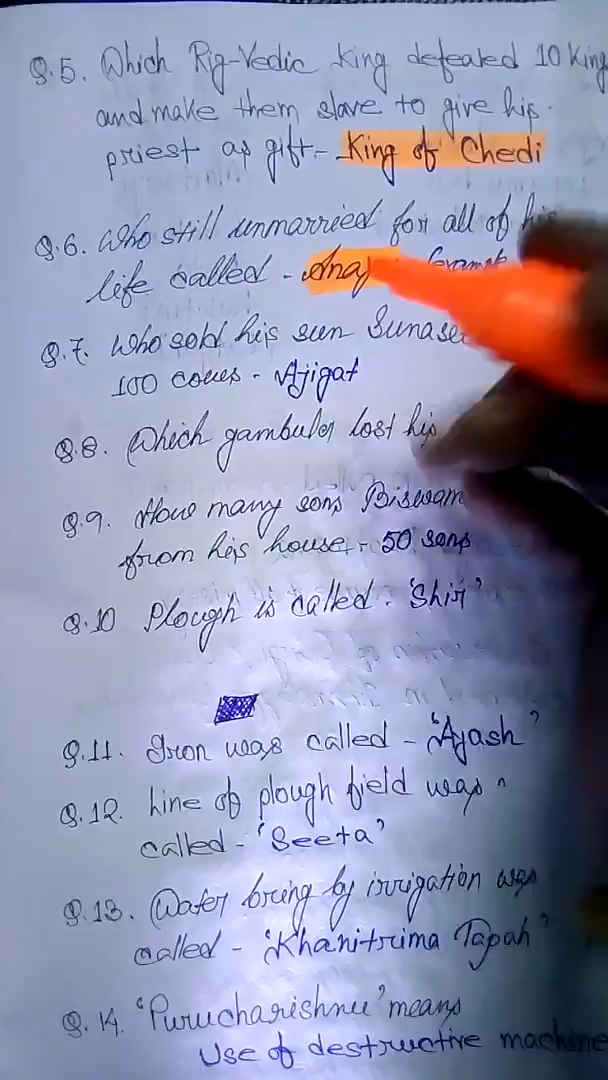 Q.5. Which Rig-Vedic King defeated 10 King
and make them slave to give his
priest as gift.- King of Chedi
Q.6. Who still unmarried for all of his
life called -
Q.7. Who sold his sun Sunase
100 cows - Ajigat
Q.8. Which gambuler lost his
Q.9. How many sons Biswam
from his house - 50 sons
Q.10 Plough is called. 'Shir'
Q.11. Iron was called - 'Ayash'
Q.12. Line of plough field was
called - 'Seeta'
Q.13. Water bring by irrigation was
called - 'Khanitrima Tapah'
Q.14. 'Purucharishnu' means
Use of destructive machine